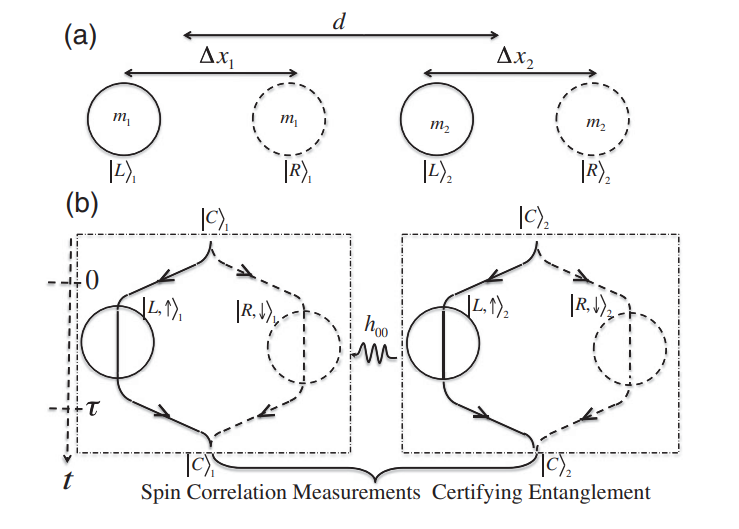 (a)
d
Δx₁
Δx₂
m₁
m₁
m₂
m₂
|L⟩₁
|R⟩₁
|L⟩₂
|R⟩₂
(b)
|C⟩₁
|C⟩₂
0
|L,↑⟩₁
|R,↓⟩₁
h₀₀
|L,↑⟩₂
|R,↓⟩₂
τ
t
|C⟩₁
|C⟩₂
Spin Correlation Measurements Certifying Entanglement